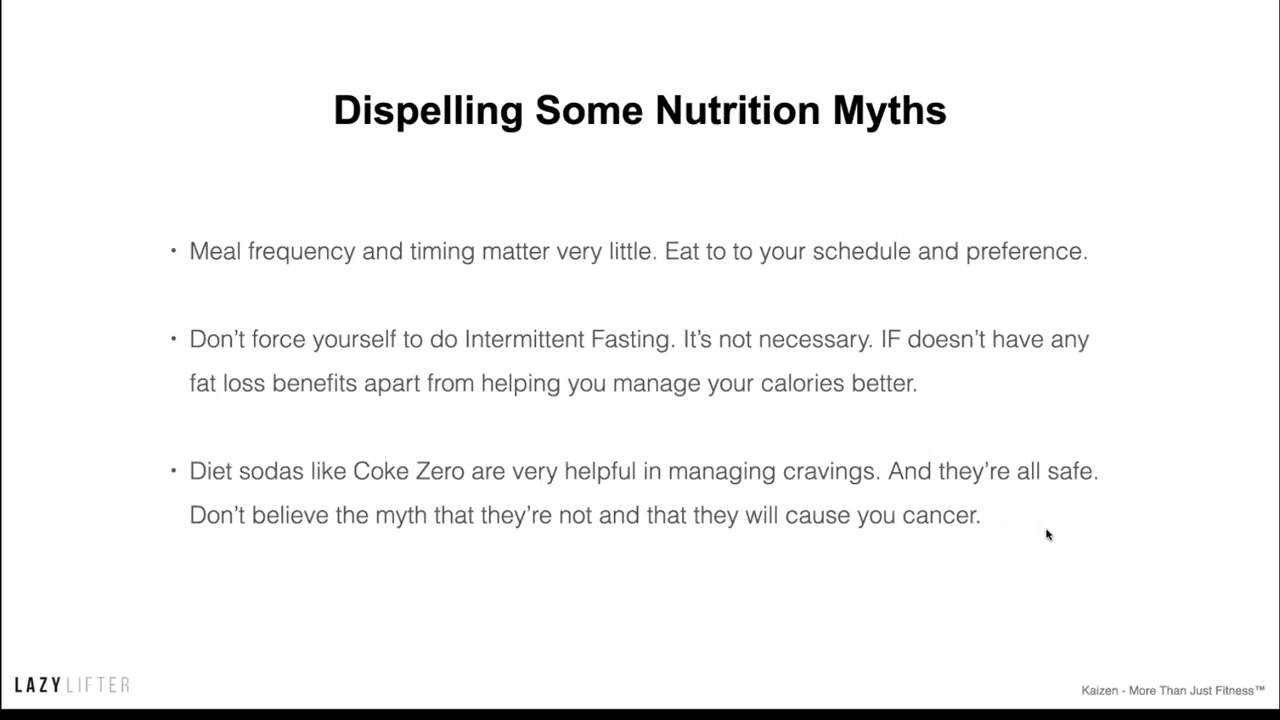 Dispelling Some Nutrition Myths
• Meal frequency and timing matter very little. Eat to to your schedule and preference.
• Don’t force yourself to do Intermittent Fasting. It’s not necessary. IF doesn’t have any
fat loss benefits apart from helping you manage your calories better.
• Diet sodas like Coke Zero are very helpful in managing cravings. And they’re all safe.
Don’t believe the myth that they’re not and that they will cause you cancer.
LAZYLIFTER
Kaizen - More Than Just Fitness™